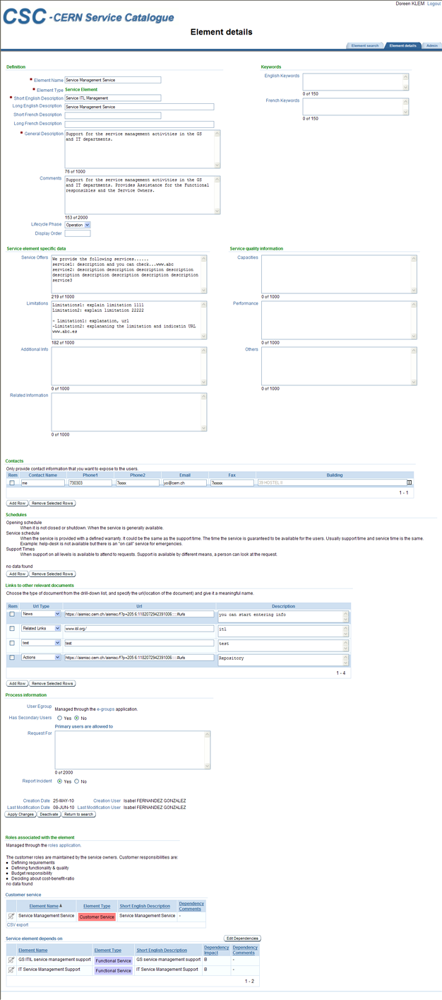 Doreen KLEM Logout
CSC -CERN Service Catalogue
Element details
Element search Element details Admin
Definition
Element Name Service Management Service
Element Type Service Element
Short English Description Service ITL Management
Long English Description Service Management Service
Short French Description
Long French Description
General Description Support for the service management activities in the GS
and IT departments.
76 of 1000
Comments Support for the service management activities in the GS
and IT departments. Provides Assistance for the Functional
responsibles and the Service Owners.
153 of 2000
Lifecycle Phase Operation
Display Order
Keywords
English Keywords
0 of 150
French Keywords
0 of 150
Service element specific data
Service Offers We provide the following services......
service1: description and you can check...www.abc
service2: description description description description
description description description description description
service3
219 of 1000
Limitations Limitations1: explain limitation 1111
Limitation2: explain limitation 22222
- Limitation1: explanation, url
-Limitation2: explananing the limitation and indicatin URL
www.abc.es
182 of 1000
Additional Info
0 of 1000
Related Information
0 of 1000
Service quality information
Capacities
0 of 1000
Performance
0 of 1000
Others
0 of 1000
Contacts
Only provide contact information that you want to expose to the users.
Rem Contact Name Phone1 Phone2 Email Fax Building
me 730303 7xxxx yo@cern.ch 7xxxxx 39 HOSTEL II
1 - 1
Add Row Remove Selected Rows
Schedules
Opening schedule
When it is not closed or shutdown. When the service is generally available.
Service schedule
When the service is provided with a defined warranty. It could be the same as the support time. The time the service is guaranteed to be available for the users. Usually support time and service time is the same.
Example: help-desk is not available but there is an "on call" service for emergencies.
Support Times
When support on all levels is available to attend to requests. Support is available by different means, a person can look at the request.
no data found
Add Row Remove Selected Rows
Links to other relevant documents
Choose the type of document from the drill-down list, and specify the url(location of the document) and give it a meaningful name.
Rem Url Type Url Description
News https://aismisc.cern.ch/aismisc/f?p=205:6:1182072942391006:::::#urls you can start entering info
Related Links www.itil.org/ itl
test test test
Actions https://aismisc.cern.ch/aismisc/f?p=205:6:1182072942391006:::::#urls Repository
1 - 4
Add Row Remove Selected Rows
Process information
User Egroup Managed through the e-groups application.
Has Secondary Users Yes No
Primary users are allowed to
Request For
0 of 2000
Report Incident Yes No
Creation Date 25-MAY-10 Creation User Isabel FERNANDEZ GONZALEZ
Last Modification Date 08-JUN-10 Last Modification User Isabel FERNANDEZ GONZALEZ
Apply Changes Deactivate Return to search
Roles associated with the element
Managed through the roles application.
The customer roles are maintained by the service owners. Customer responsibilities are:
Defining requirements
Defining functionality & quality
Budget responsibility
Deciding about cost-benefit-ratio
no data found
Customer service
Element Name Element Type Short English Description Dependency Comments
Service Management Service Customer Service Service Management Service -
CSV export
Service element depends on Edit Dependencies
Element Name Element Type Short English Description Dependency Impact Dependency Comments
GS ITIL service management support Functional Service GS service management support B -
IT Service Management Support Functional Service IT Service Management Support B -
1 - 2